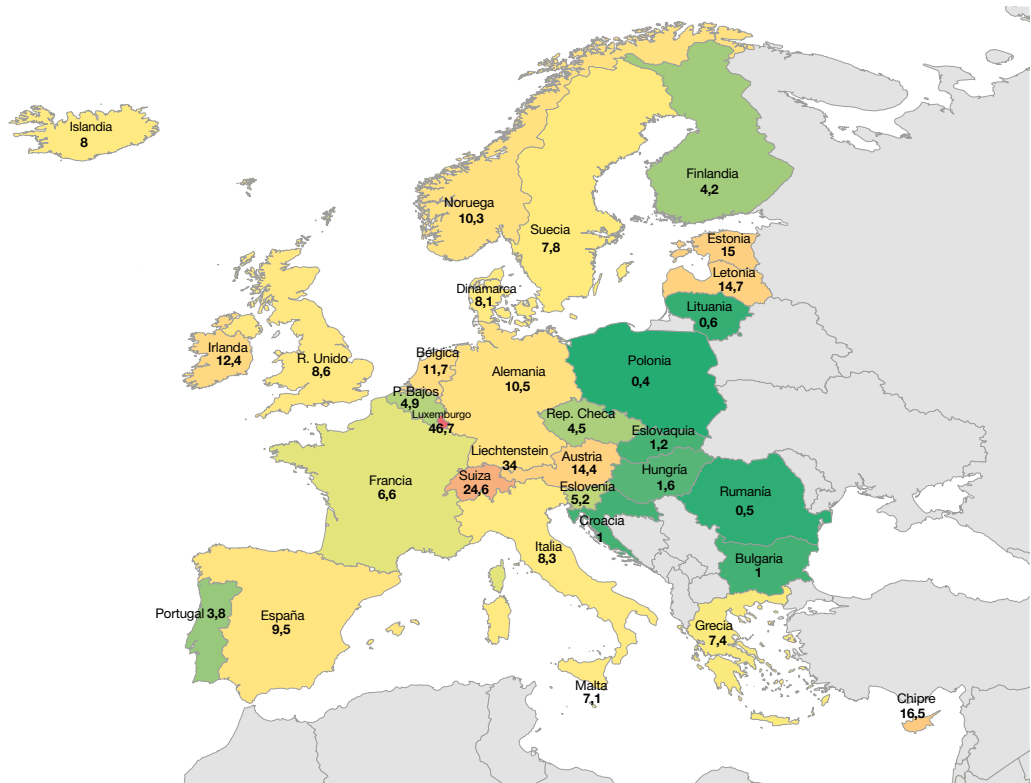 Islandia
8
Finlandia
4,2
Noruega
10,3
Suecia
7,8
Estonia
15
Letonia
14,7
Dinamarca
8,1
Lituania
0,6
Irlanda
12,4
R. Unido
8,6
Bélgica
11,7
Alemania
10,5
Polonia
0,4
P. Bajos
4,9
Luxemburgo
46,7
Rep. Checa
4,5
Eslovaquia
1,2
Liechtenstein
34
Austria
14,4
Hungría
1,6
Francia
6,6
Suiza
24,6
Eslovenia
5,2
Rumanía
0,5
Croacia
1
Italia
8,3
Bulgaria
1
Portugal 3,8
España
9,5
Grecia
7,4
Malta
7,1
Chipre
16,5